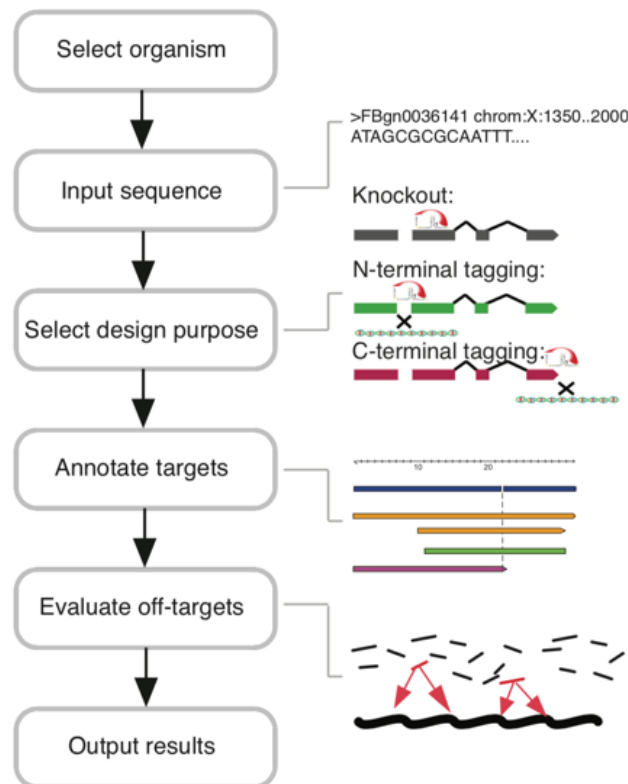 Select organism
>FBgn0036141 chrom:X:1350..2000
ATAGCGCGCAATTT....
Input sequence
Knockout:
N-terminal tagging:
Select design purpose
C-terminal tagging:
Annotate targets
10 20
Evaluate off-targets
Output results